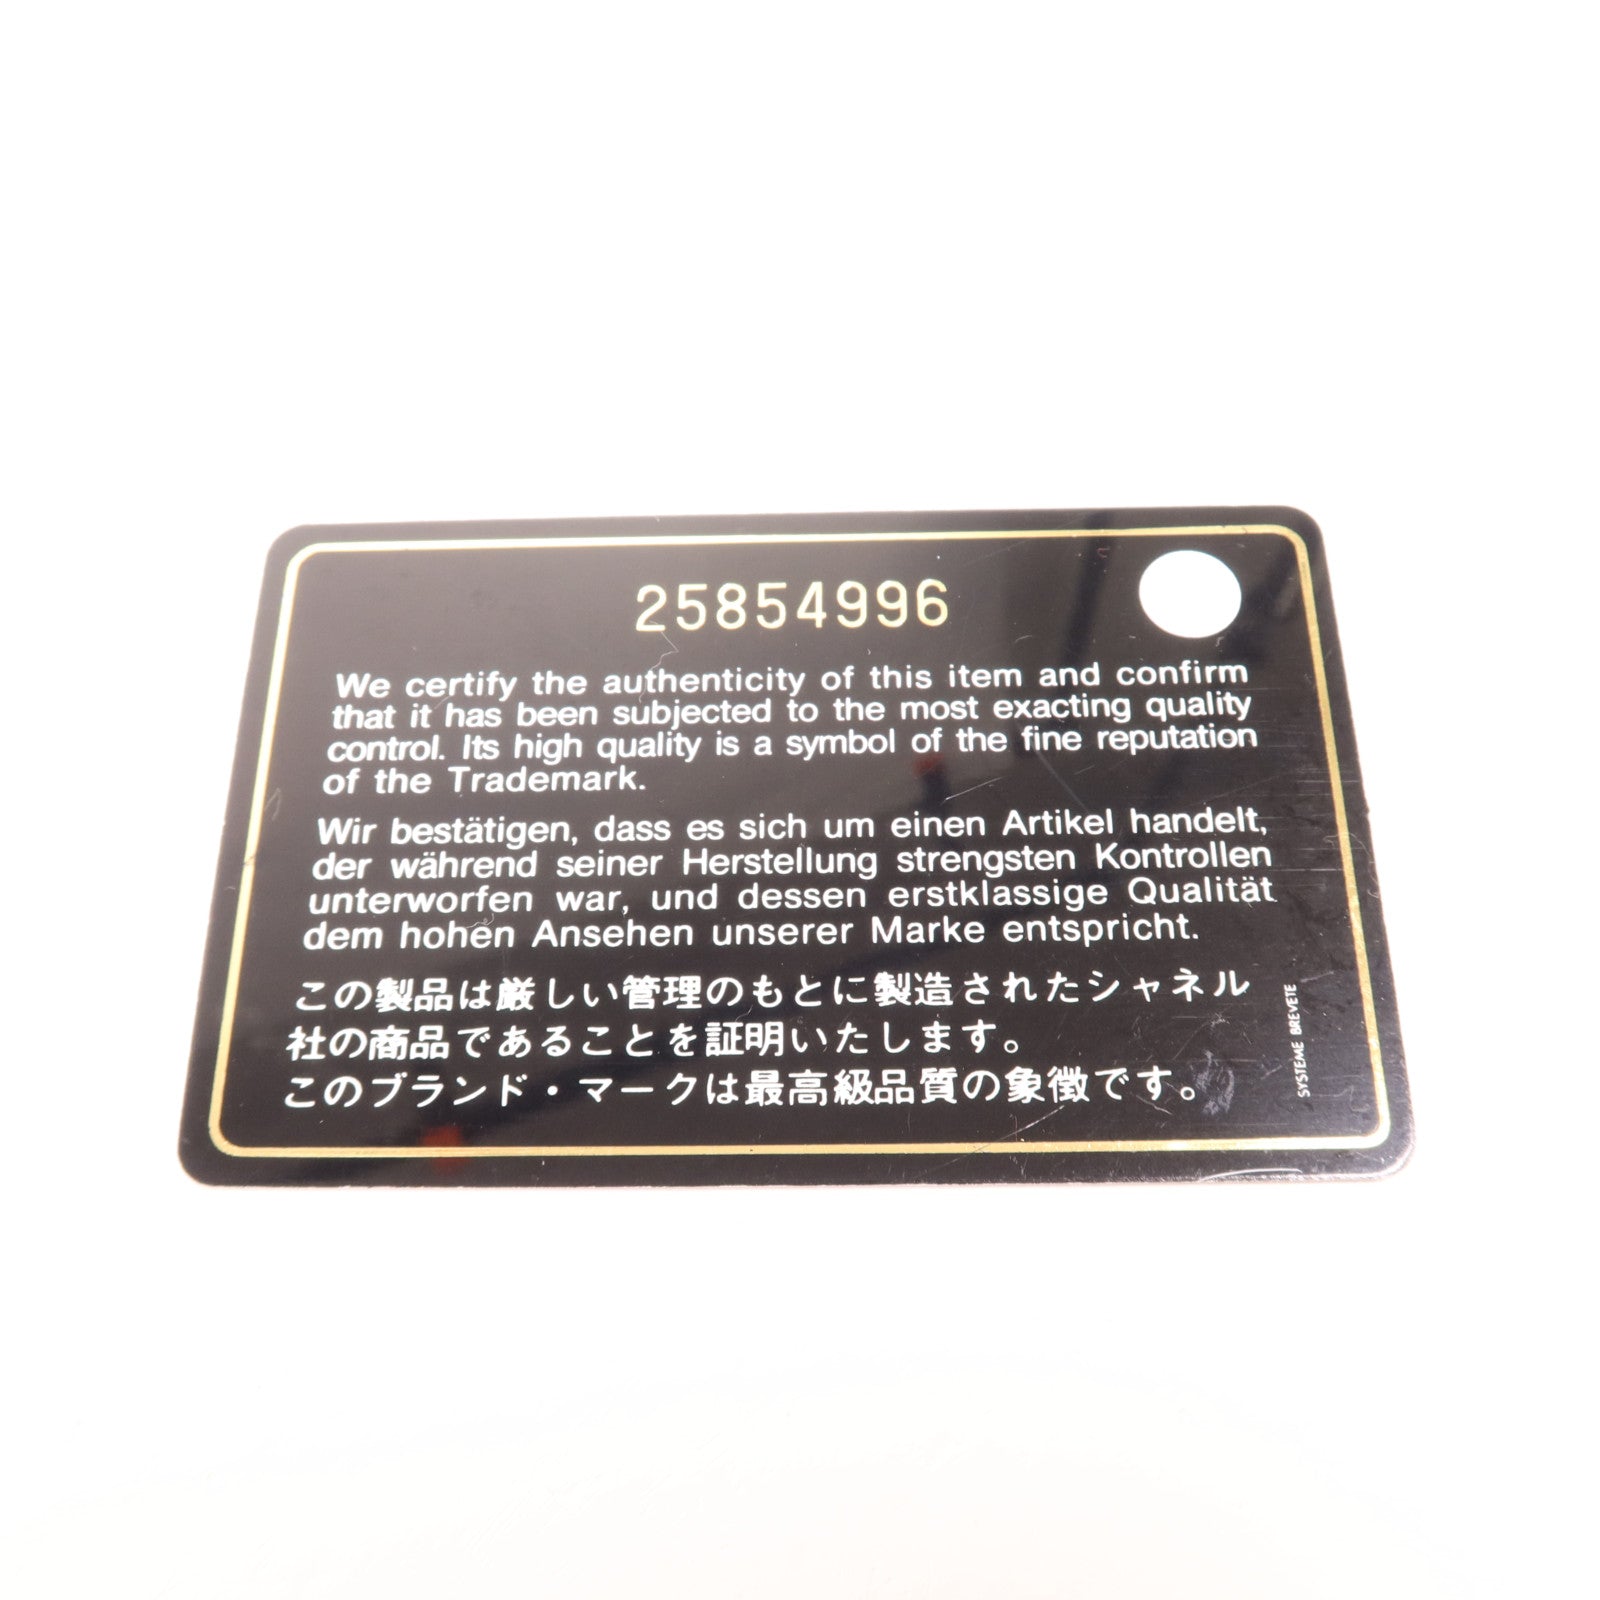 25854996
We certify the authenticity of this item and confirm
that it has been subjected to the most exacting quality
control. Its high quality is a symbol of the fine reputation
of the Trademark.
Wir bestätigen, dass es sich um einen Artikel handelt,
der während seiner Herstellung strengsten Kontrollen
unterworfen war, und dessen erstklassige Qualität
dem hohen Ansehen unserer Marke entspricht.
この製品は厳しい管理のもとに製造されたシャネル
社の商品であることを証明いたします。
このブランド・マークは最高級品質の象徴です。
SYSTEME BREVETE